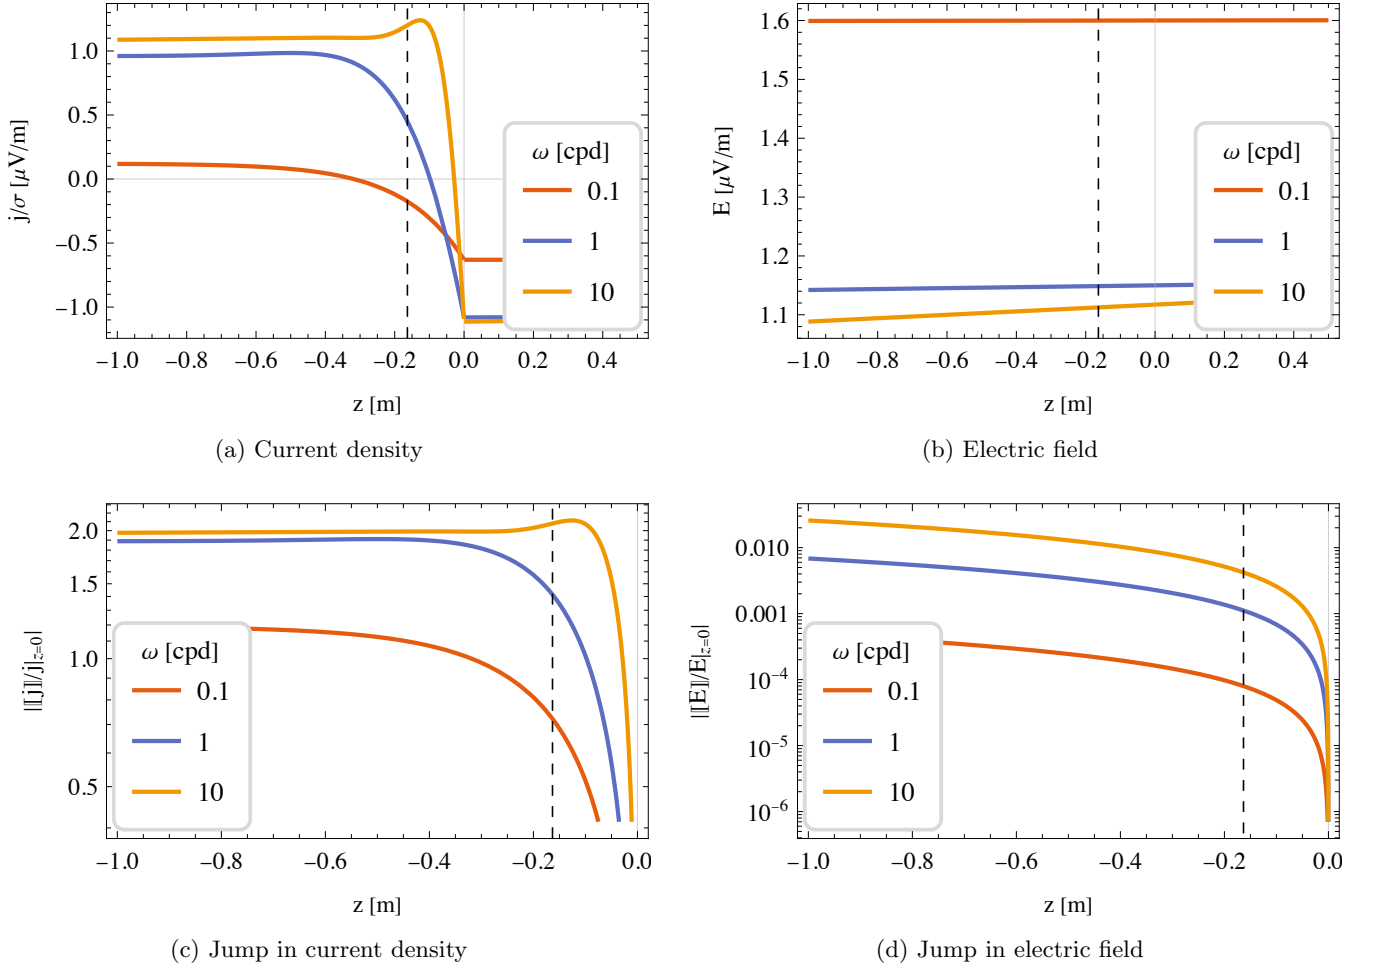 1.0
0.5
0.0
−0.5
−1.0
j/σ [μV/m]
ω [cpd]
0.1
1
10
−1.0 −0.8 −0.6 −0.4 −0.2 0.0 0.2 0.4
z [m]
(a) Current density
1.6
1.5
1.4
1.3
1.2
1.1
E [μV/m]
ω [cpd]
0.1
1
10
−1.0 −0.8 −0.6 −0.4 −0.2 0.0 0.2 0.4
z [m]
(b) Electric field
2.0
1.5
1.0
0.5
|⟦j⟧/j|z=0|
ω [cpd]
0.1
1
10
−1.0 −0.8 −0.6 −0.4 −0.2 0.0
z [m]
(c) Jump in current density
0.010
0.001
10⁻⁴
10⁻⁵
10⁻⁶
|⟦E⟧/E|z=0|
ω [cpd]
0.1
1
10
−1.0 −0.8 −0.6 −0.4 −0.2 0.0
z [m]
(d) Jump in electric field